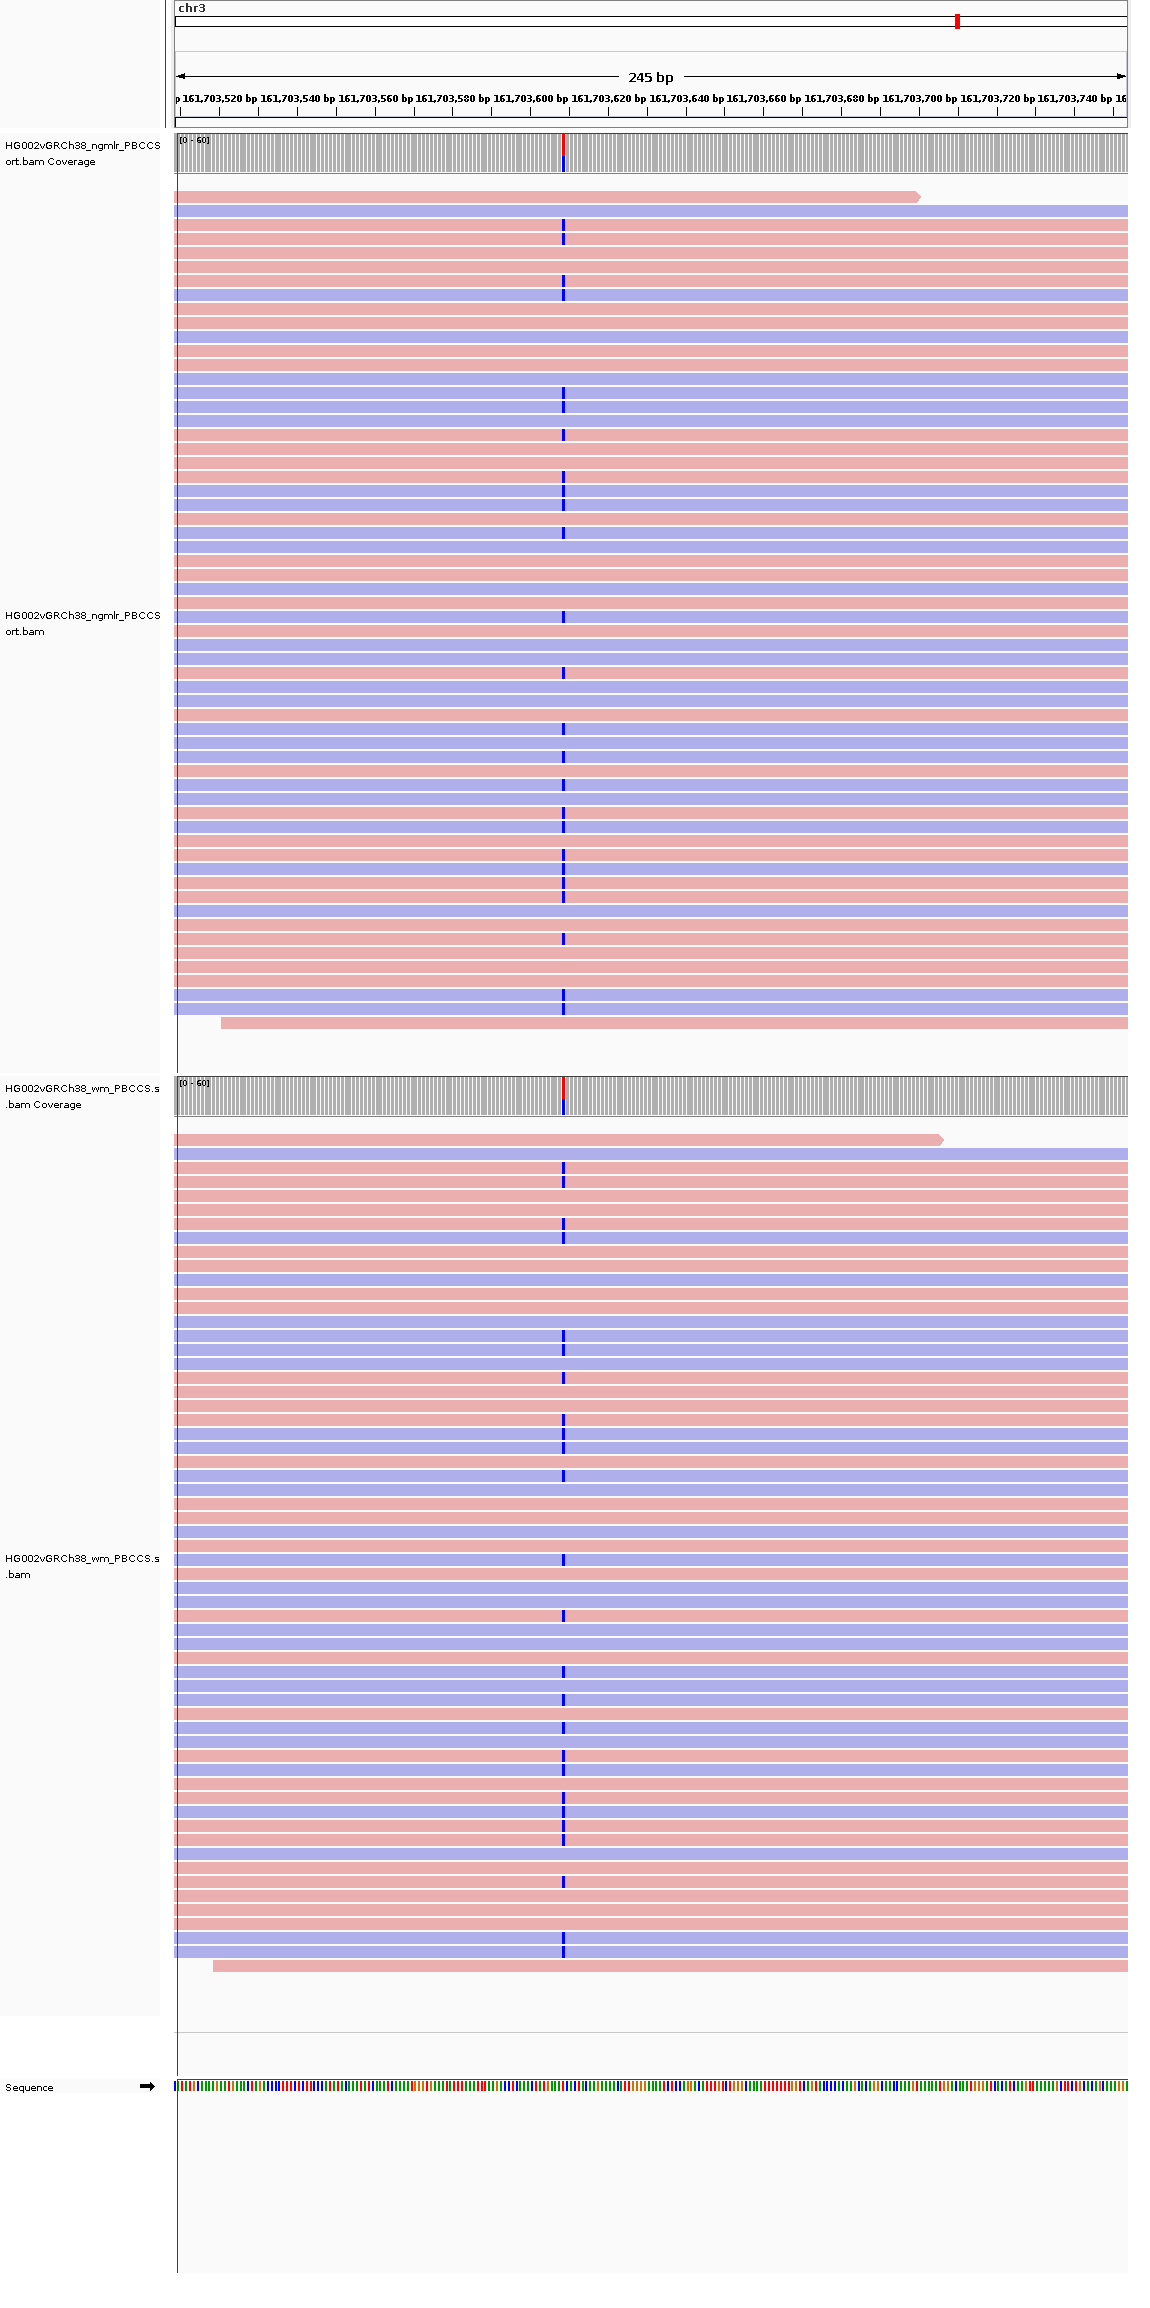 chr3
245 bp
p 161,703,520 bp 161,703,540 bp 161,703,560 bp 161,703,580 bp 161,703,600 bp 161,703,620 bp 161,703,640 bp 161,703,660 bp 161,703,680 bp 161,703,700 bp 161,703,720 bp 161,703,740 bp 16
HG002vGRCh38_ngmlr_PBCCS
ort.bam Coverage
[0 - 60]
HG002vGRCh38_ngmlr_PBCCS
ort.bam
HG002vGRCh38_wm_PBCCS.s
.bam Coverage
[0 - 60]
HG002vGRCh38_wm_PBCCS.s
.bam
Sequence